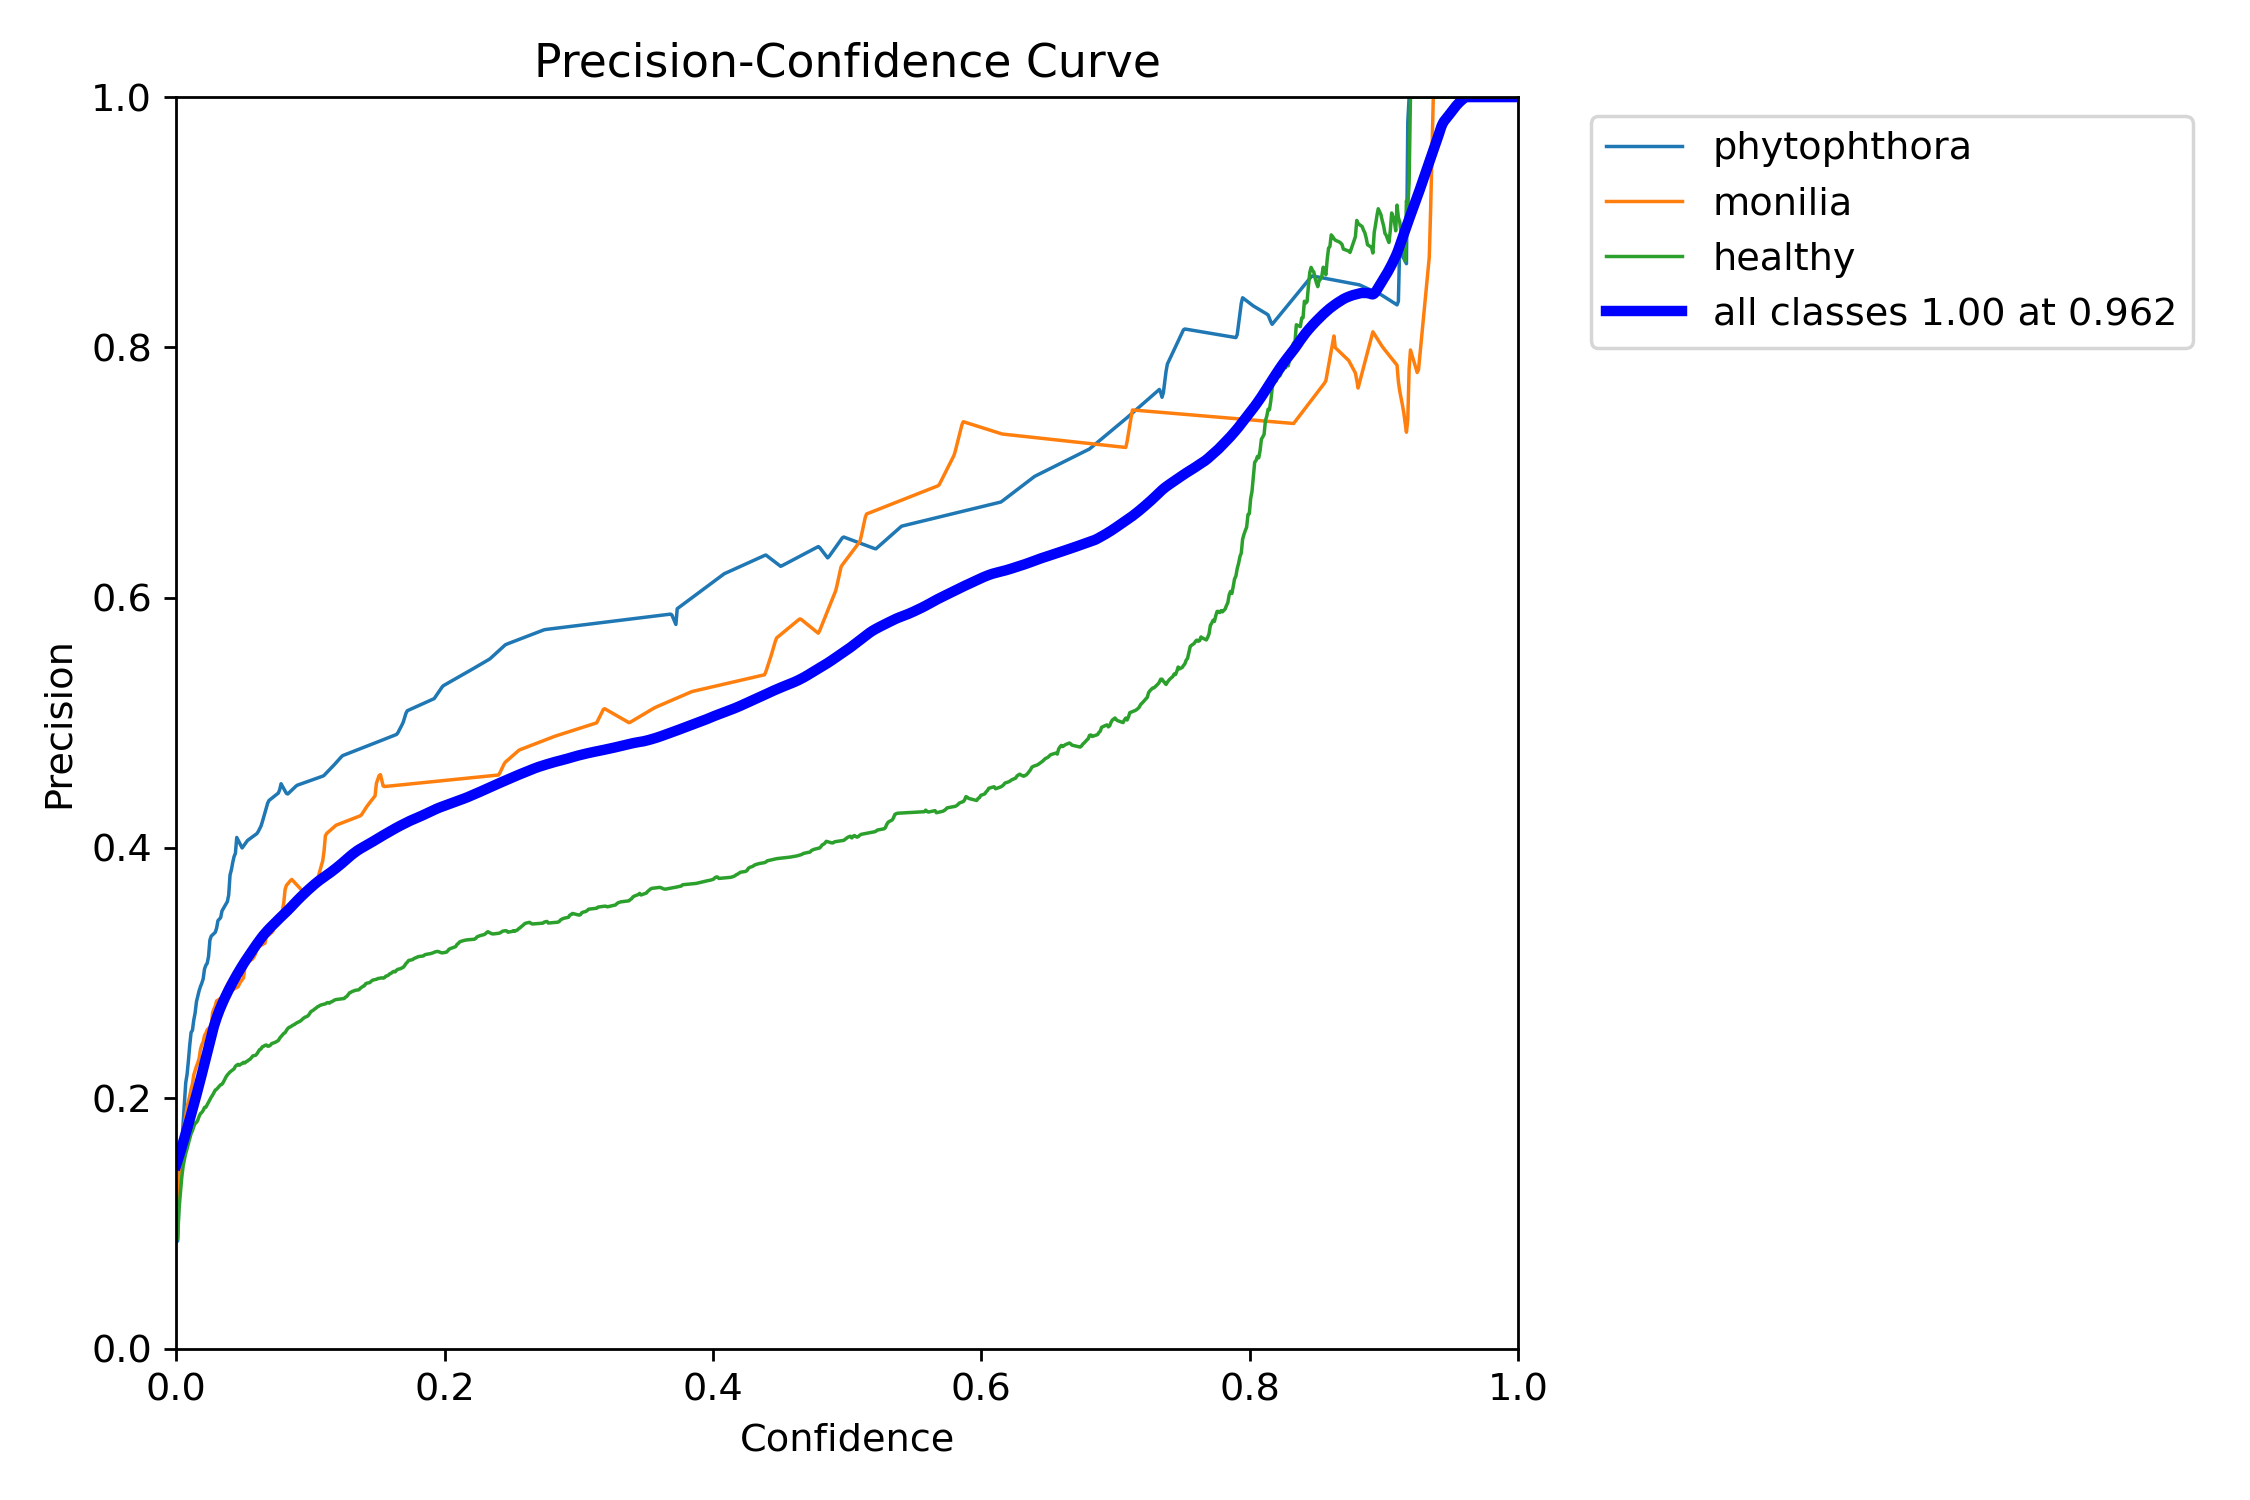 Precision-Confidence Curve
1.0
0.8
0.6
0.4
0.2
0.0
Precision
0.0 0.2 0.4 0.6 0.8 1.0
Confidence
phytophthora
monilia
healthy
all classes 1.00 at 0.962